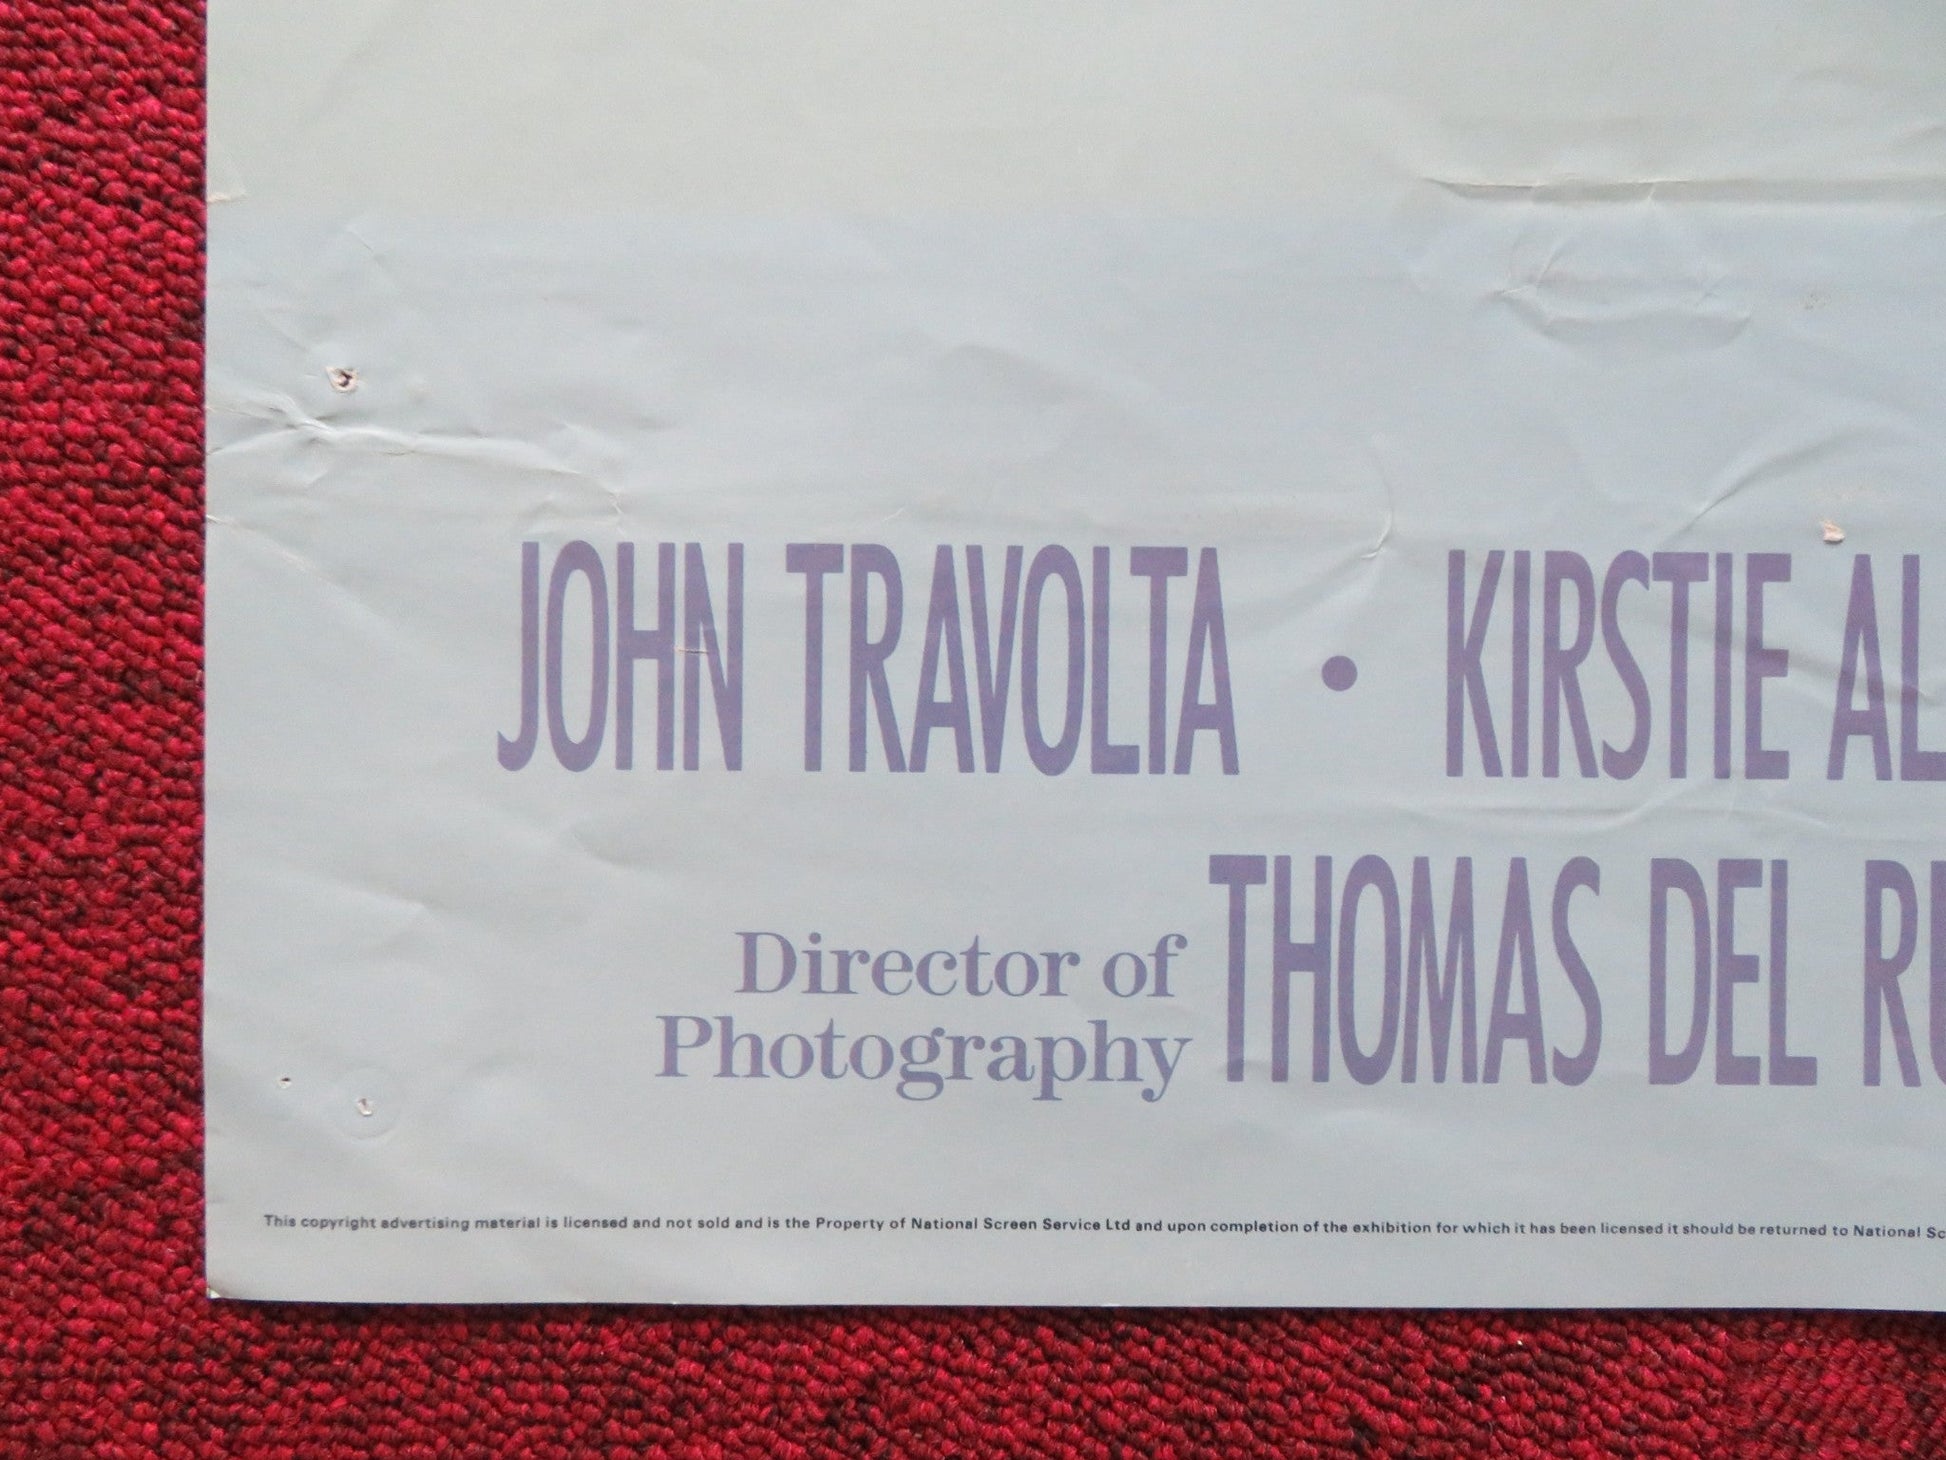 JOHN TRAVOLTA • KIRSTIE AL
Director of Photography THOMAS DEL RU
This copyright advertising material is licensed and not sold and is the Property of National Screen Service Ltd and upon completion of the exhibition for which it has been licensed it should be returned to National Sc